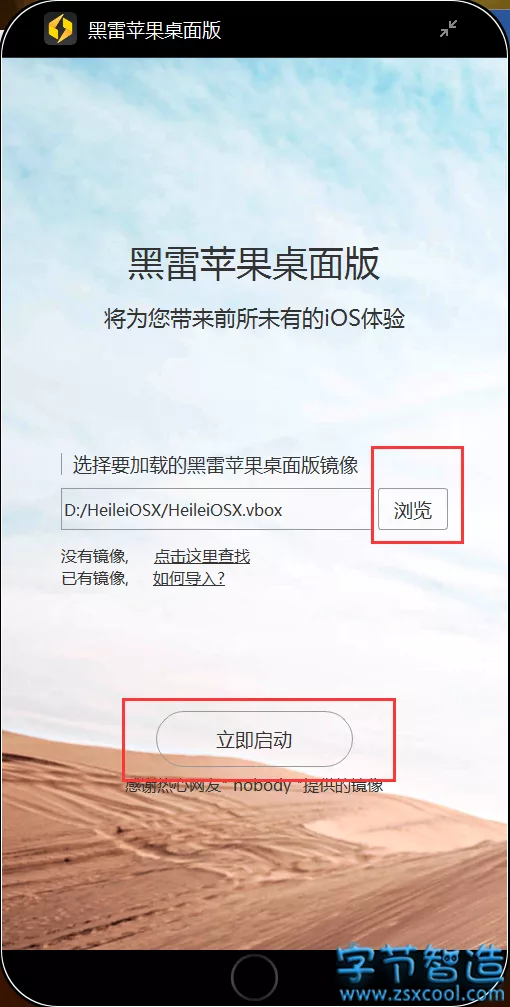 黑雷苹果桌面版
黑雷苹果桌面版
将为您带来前所未有的iOS体验
选择要加载的黑雷苹果桌面版镜像
D:/HeileiOSX/HeileiOSX.vbox 浏览
没有镜像, 点击这里查找
已有镜像, 如何导入?
立即启动
感谢热心网友" nobody "提供的镜像
字节智造
www.zsxcool.com